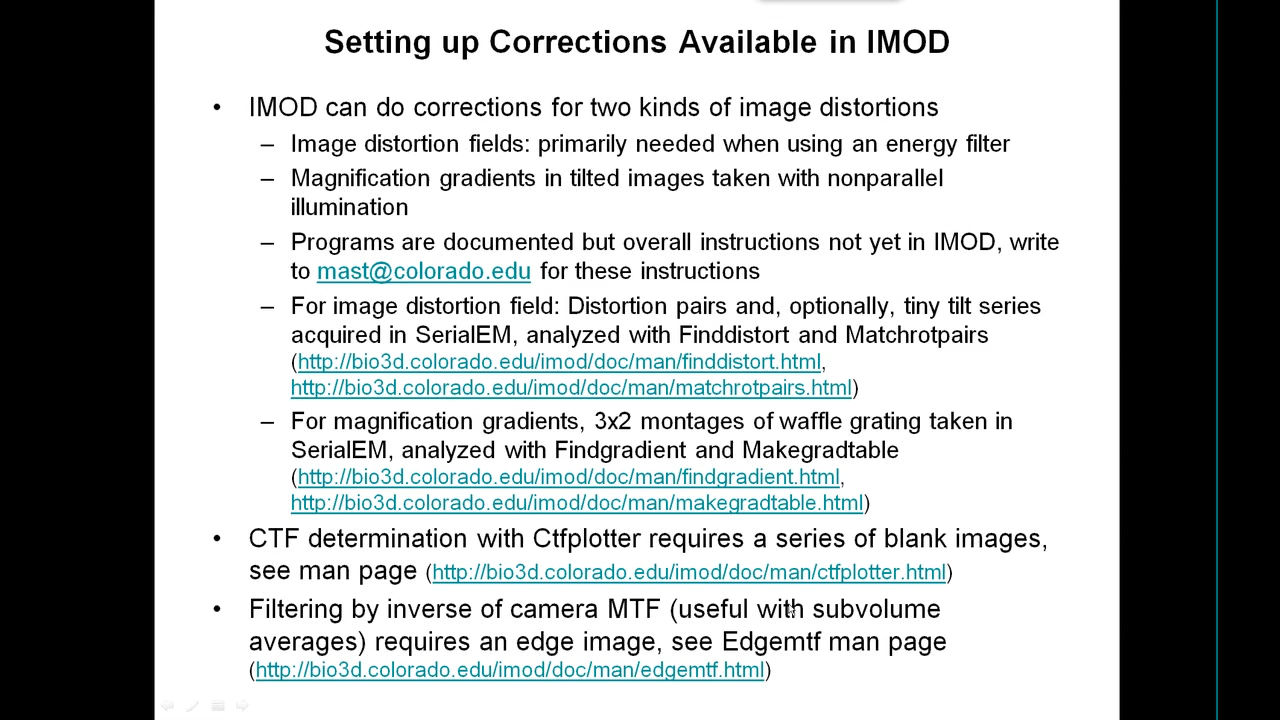 Setting up Corrections Available in IMOD
• IMOD can do corrections for two kinds of image distortions
– Image distortion fields: primarily needed when using an energy filter
– Magnification gradients in tilted images taken with nonparallel
illumination
– Programs are documented but overall instructions not yet in IMOD, write
to mast@colorado.edu for these instructions
– For image distortion field: Distortion pairs and, optionally, tiny tilt series
acquired in SerialEM, analyzed with Finddistort and Matchrotpairs
(http://bio3d.colorado.edu/imod/doc/man/finddistort.html,
http://bio3d.colorado.edu/imod/doc/man/matchrotpairs.html)
– For magnification gradients, 3x2 montages of waffle grating taken in
SerialEM, analyzed with Findgradient and Makegradtable
(http://bio3d.colorado.edu/imod/doc/man/findgradient.html,
http://bio3d.colorado.edu/imod/doc/man/makegradtable.html)
• CTF determination with Ctfplotter requires a series of blank images,
see man page (http://bio3d.colorado.edu/imod/doc/man/ctfplotter.html)
• Filtering by inverse of camera MTF (useful with subvolume
averages) requires an edge image, see Edgemtf man page
(http://bio3d.colorado.edu/imod/doc/man/edgemtf.html)